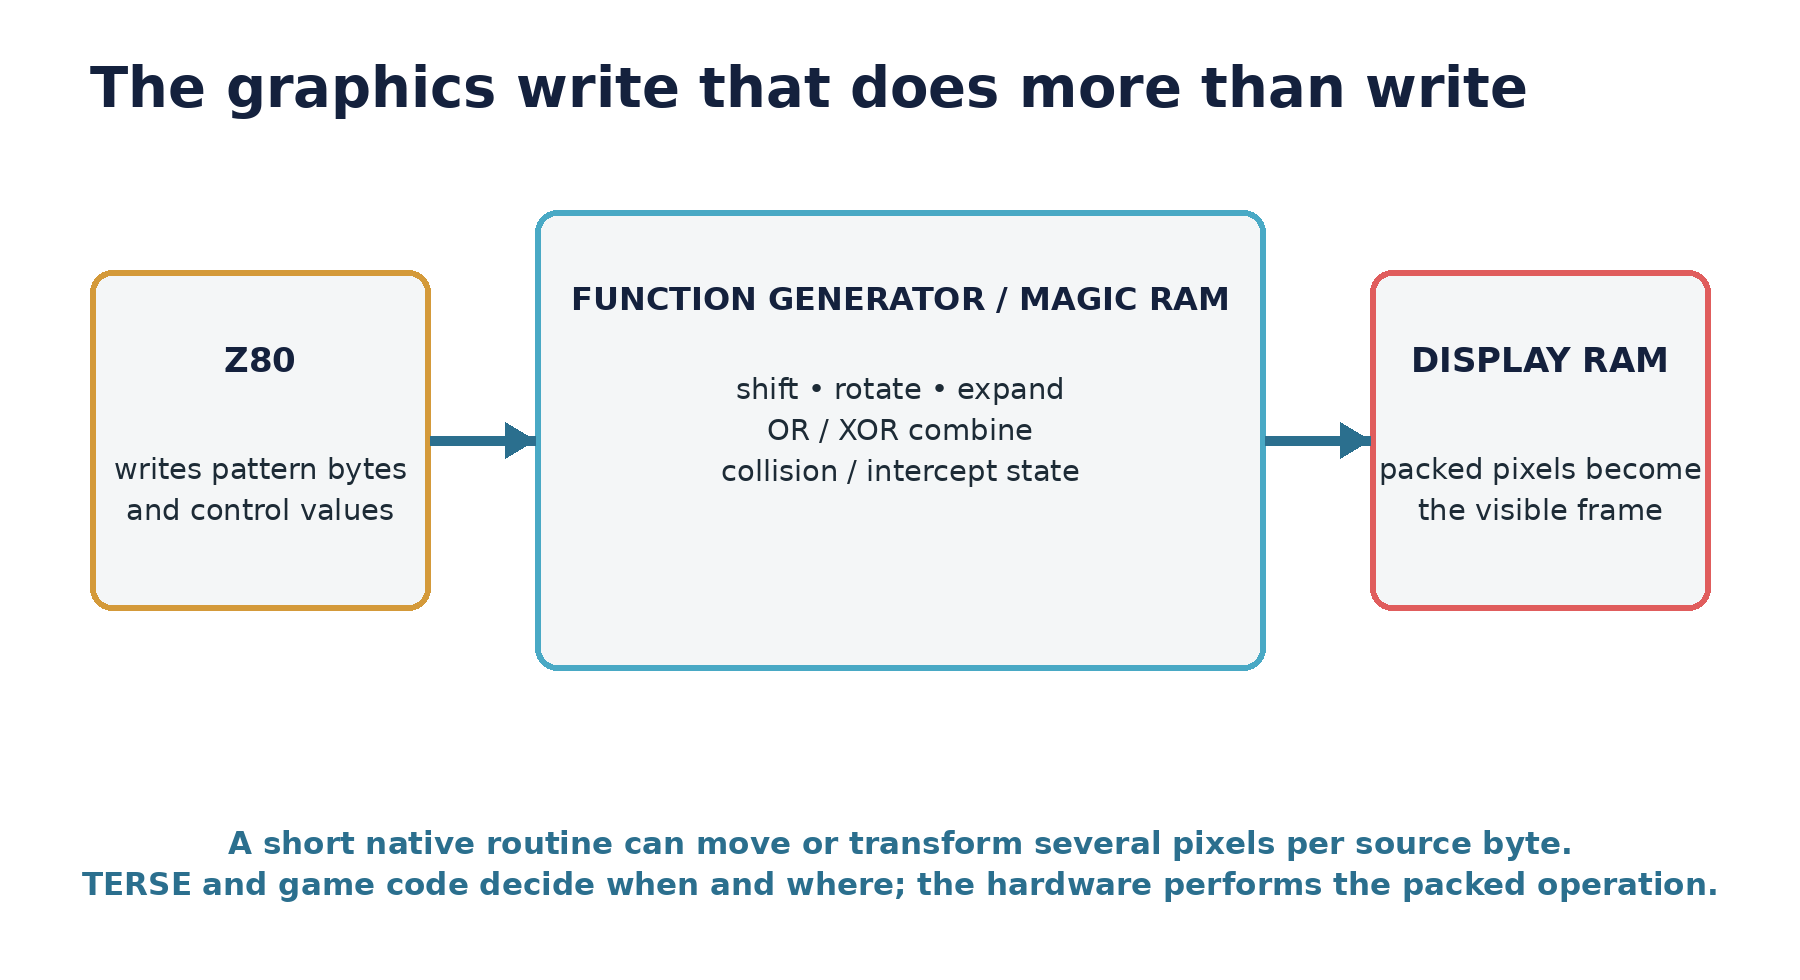 The graphics write that does more than write
Z80
writes pattern bytes
and control values
FUNCTION GENERATOR / MAGIC RAM
shift • rotate • expand
OR / XOR combine
collision / intercept state
DISPLAY RAM
packed pixels become
the visible frame
A short native routine can move or transform several pixels per source byte.
TERSE and game code decide when and where; the hardware performs the packed operation.